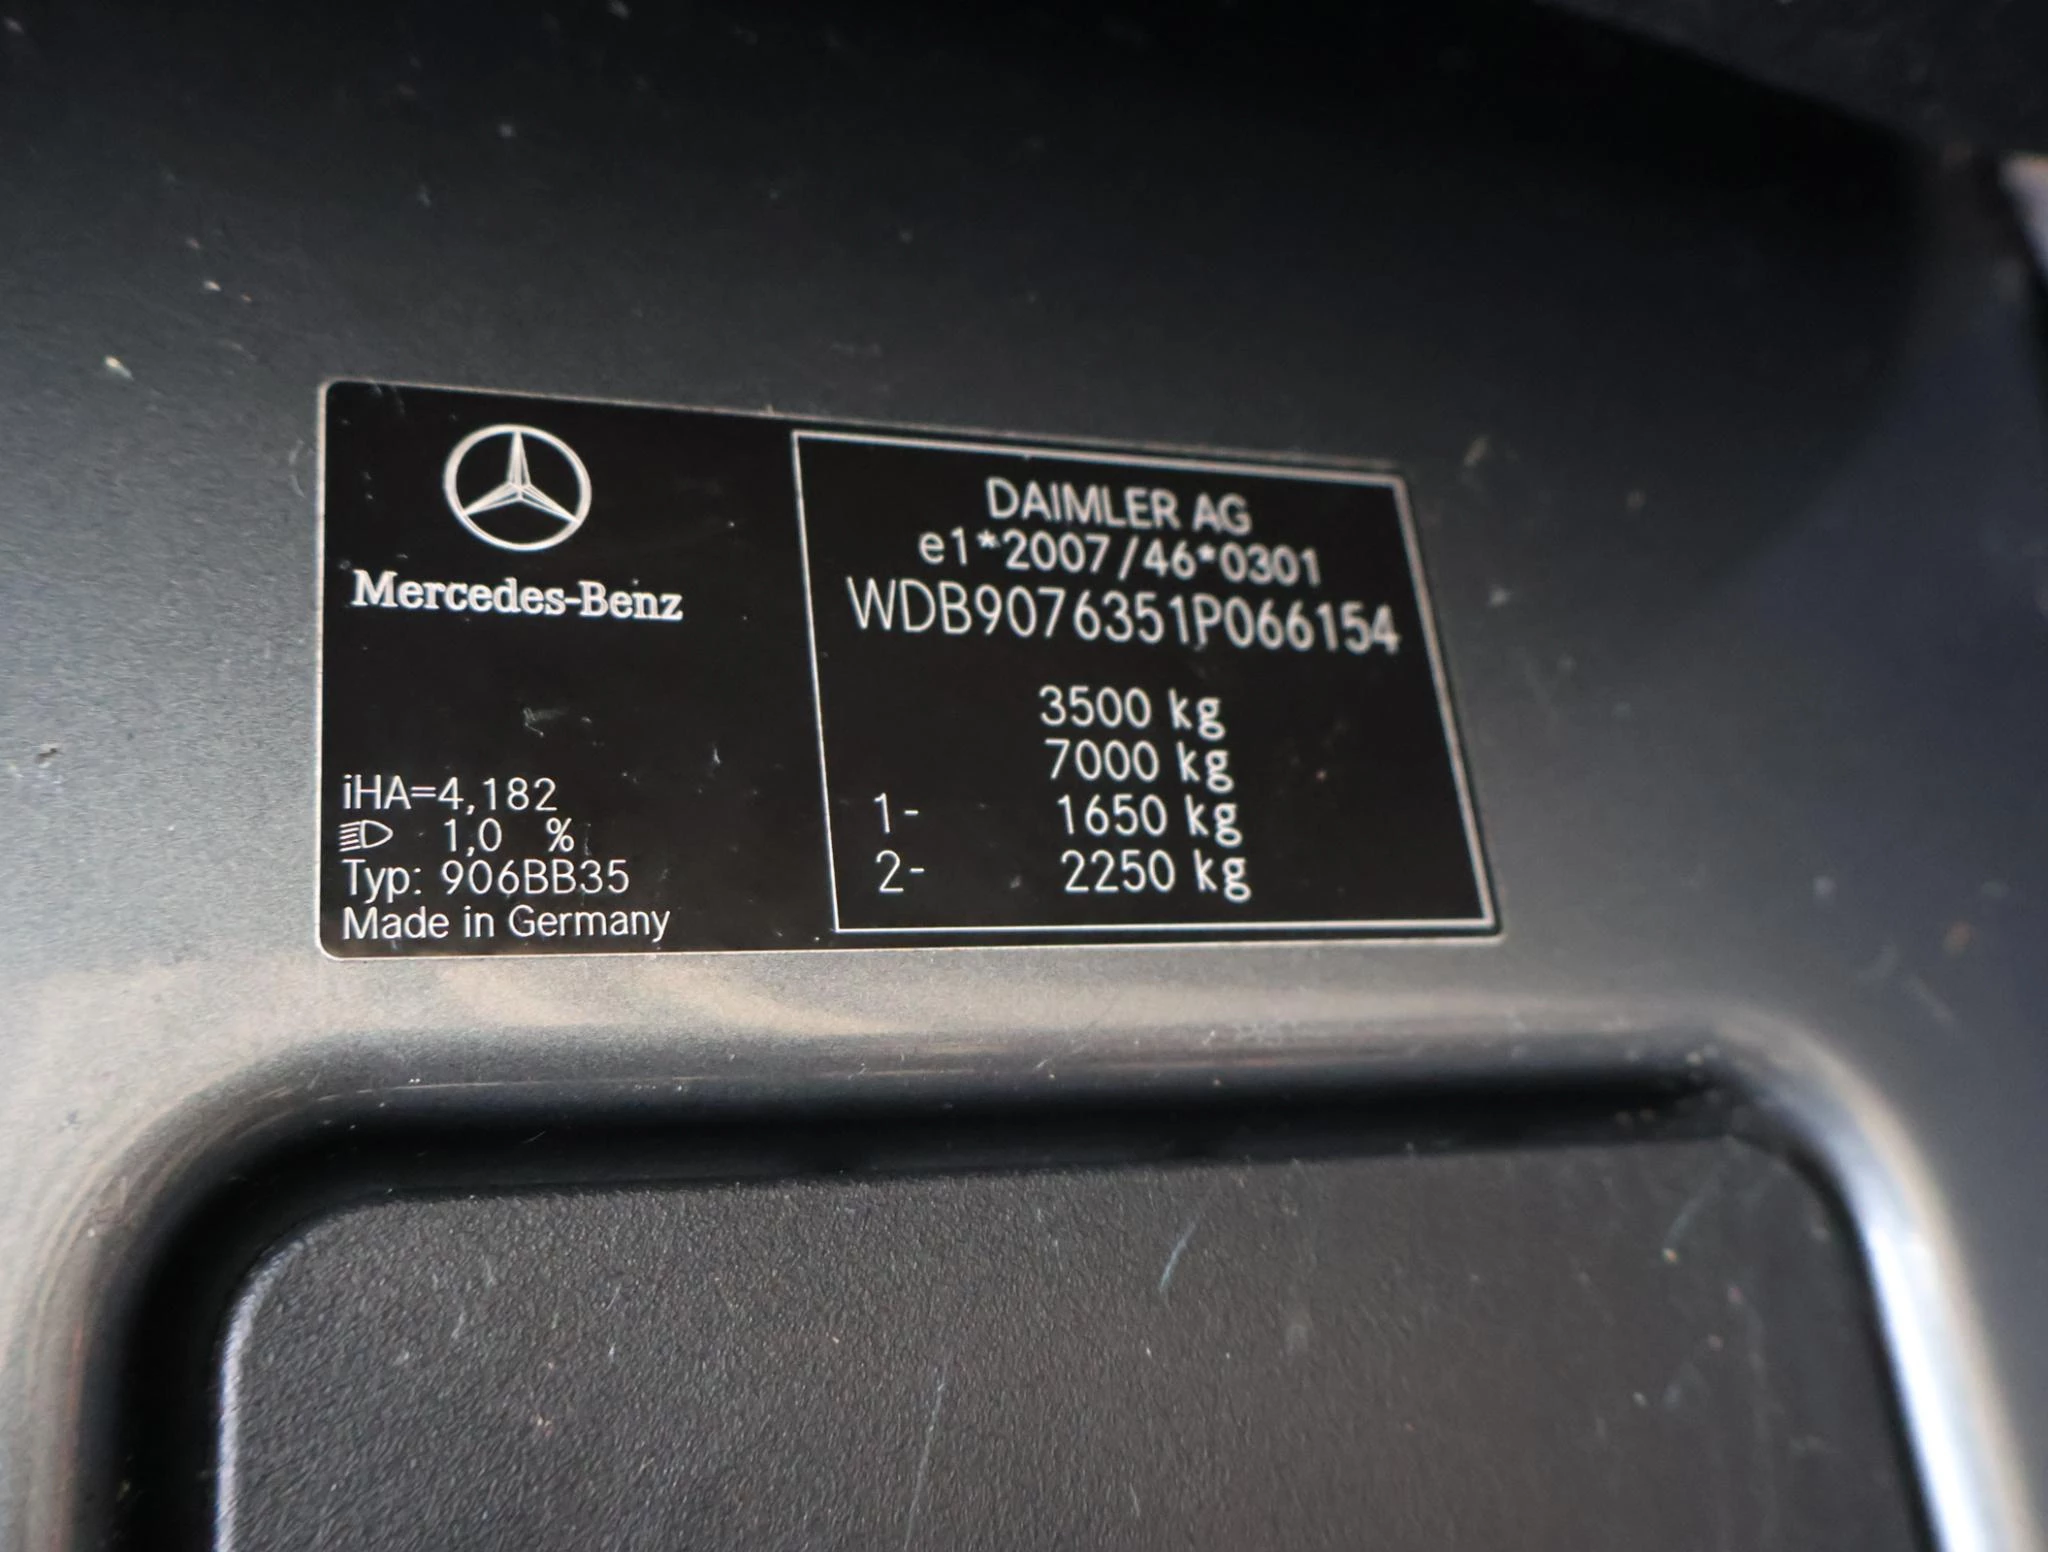 Mercedes-Benz
iHA=4,182
1,0 %
Typ: 906BB35
Made in Germany
DAIMLER AG
e1*2007/46*0301
WDB9076351P066154
3500 kg
7000 kg
1- 1650 kg
2- 2250 kg